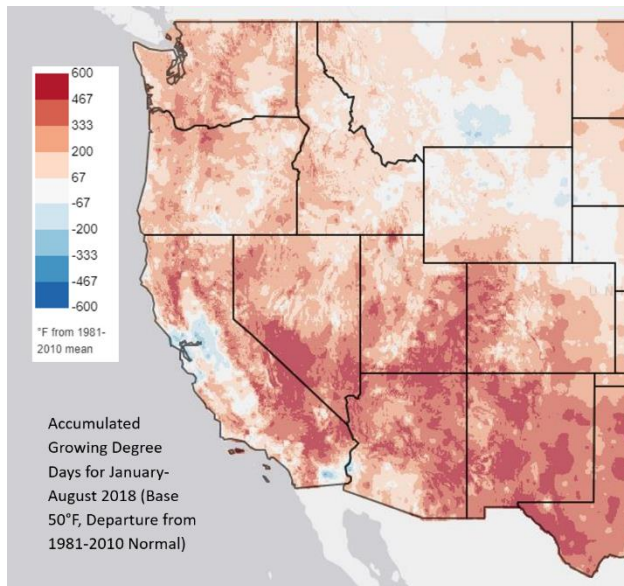 600
467
333
200
67
-67
-200
-333
-467
-600
°F from 1981-
2010 mean
Accumulated
Growing Degree
Days for January-
August 2018 (Base
50°F, Departure from
1981-2010 Normal)